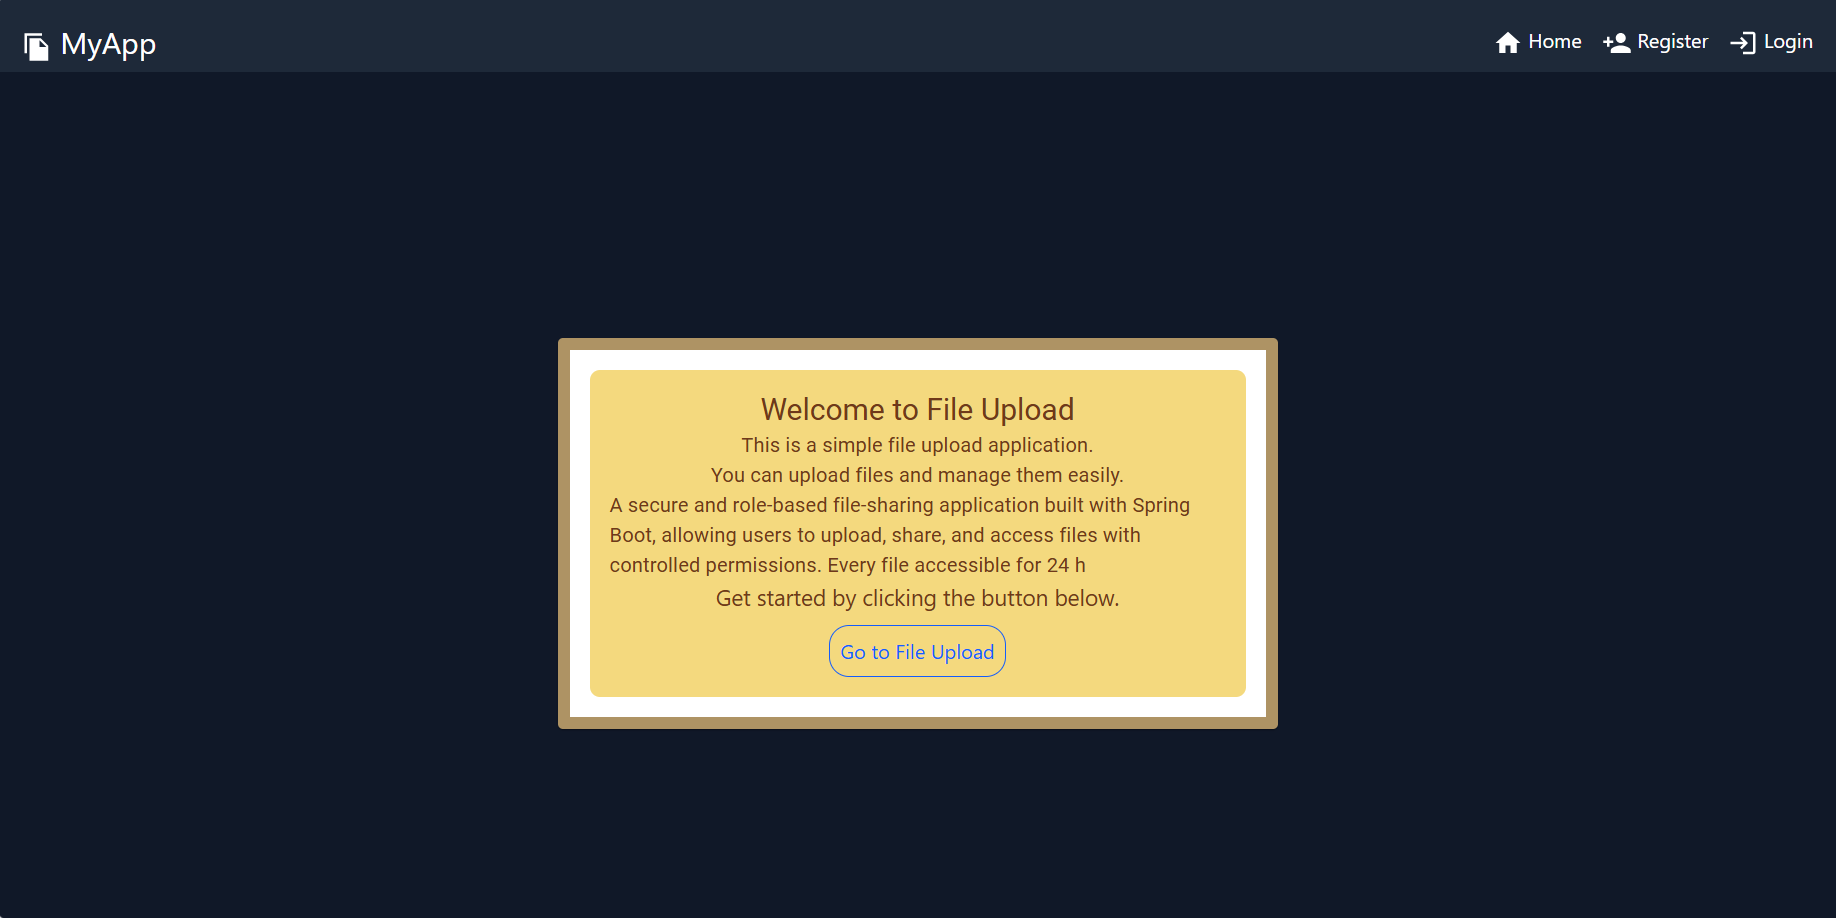 MyApp
Home
Register
Login
Welcome to File Upload
This is a simple file upload application.
You can upload files and manage them easily.
A secure and role-based file-sharing application built with Spring
Boot, allowing users to upload, share, and access files with
controlled permissions. Every file accessible for 24 h
Get started by clicking the button below.
Go to File Upload